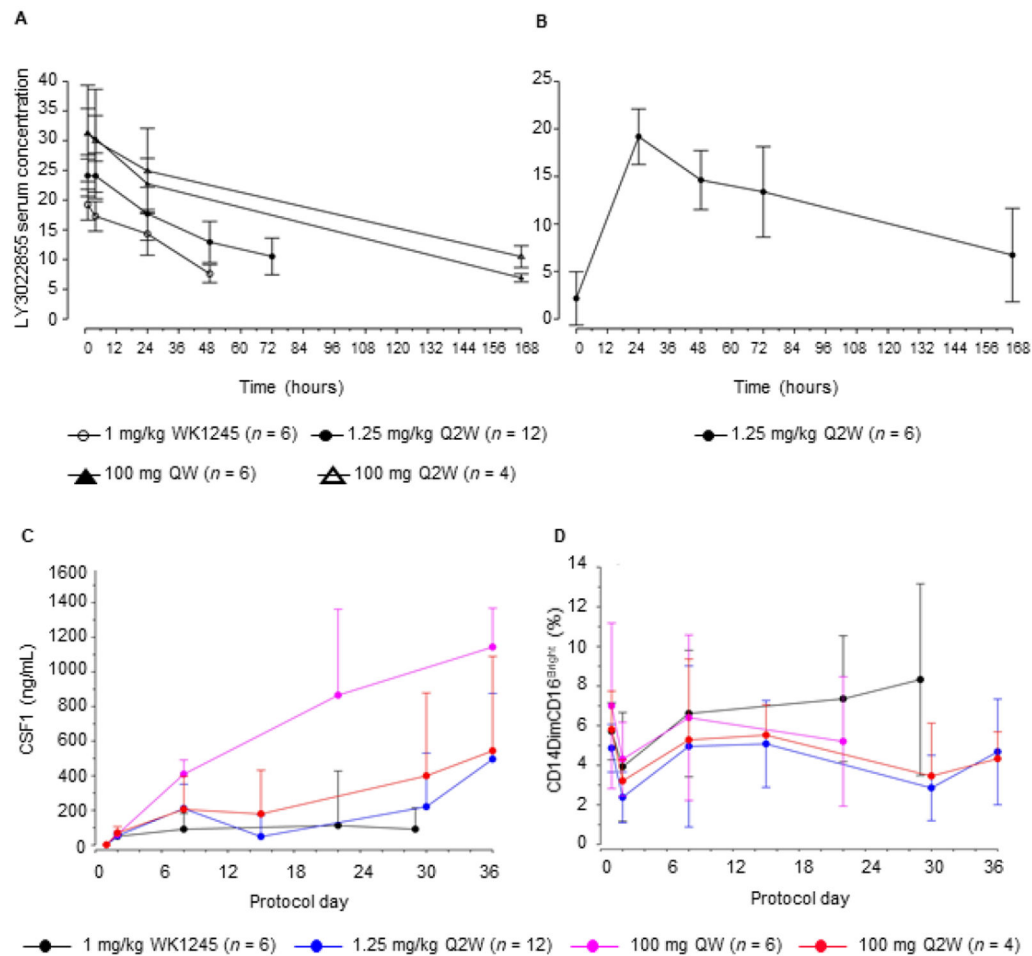 A
LY3022855 serum concentration
40
35
30
25
20
15
10
5
0
0 12 24 36 48 60 72 84 96 108 120 132 144 156 168
Time (hours)
1 mg/kg WK1245 (n = 6) 1.25 mg/kg Q2W (n = 12)
100 mg QW (n = 6) 100 mg Q2W (n = 4)
B
25
20
15
10
5
0
0 12 24 36 48 60 72 84 96 108 120 132 144 156 168
Time (hours)
1.25 mg/kg Q2W (n = 6)
C
CSF1 (ng/mL)
1600
1400
1200
1000
800
600
400
200
0
0 6 12 18 24 30 36
Protocol day
D
CD14DimCD16Bright (%)
14
12
10
8
6
4
2
0
0 6 12 18 24 30 36
Protocol day
1 mg/kg WK1245 (n = 6) 1.25 mg/kg Q2W (n = 12) 100 mg QW (n = 6) 100 mg Q2W (n = 4)